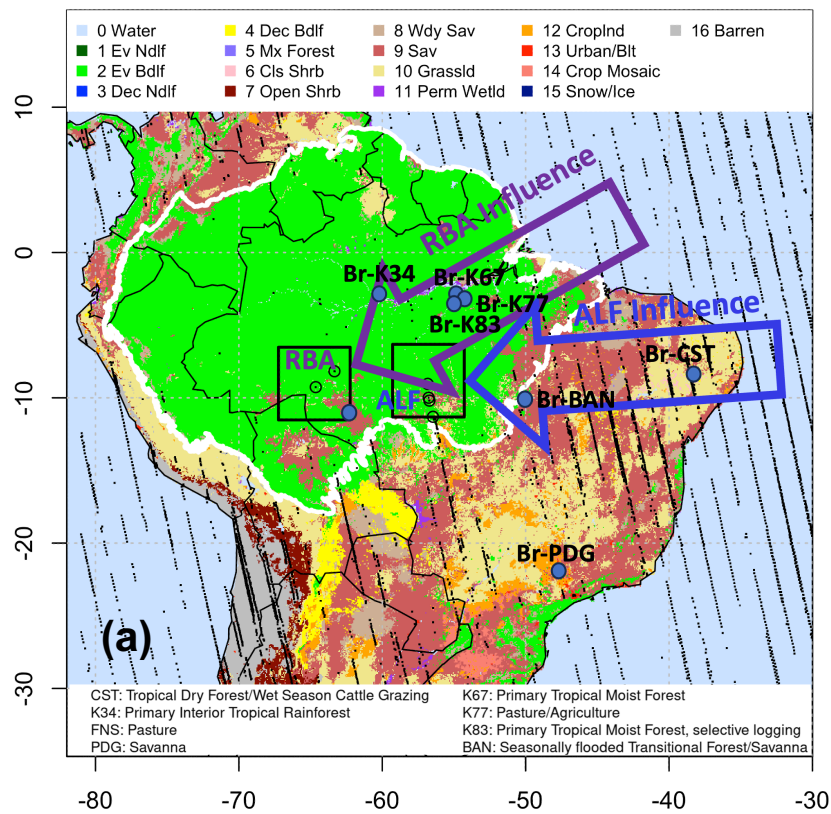 0 Water 4 Dec Bdlf 8 Wdy Sav 12 CropInd 16 Barren
1 Ev Ndlf 5 Mx Forest 9 Sav 13 Urban/Blt
2 Ev Bdlf 6 Cls Shrb 10 Grassld 14 Crop Mosaic
3 Dec Ndlf 7 Open Shrb 11 Perm Wetld 15 Snow/Ice
10
RBA Influence
0
Br-K34
Br-K67
Br-K77
Br-K83
ALF Influence
RBA
Br-CST
-10
ALF
Br-BAN
-20
Br-PDG
(a)
-30
CST: Tropical Dry Forest/Wet Season Cattle Grazing
K34: Primary Interior Tropical Rainforest
FNS: Pasture
PDG: Savanna
K67: Primary Tropical Moist Forest
K77: Pasture/Agriculture
K83: Primary Tropical Moist Forest, selective logging
BAN: Seasonally flooded Transitional Forest/Savanna
-80 -70 -60 -50 -40 -30